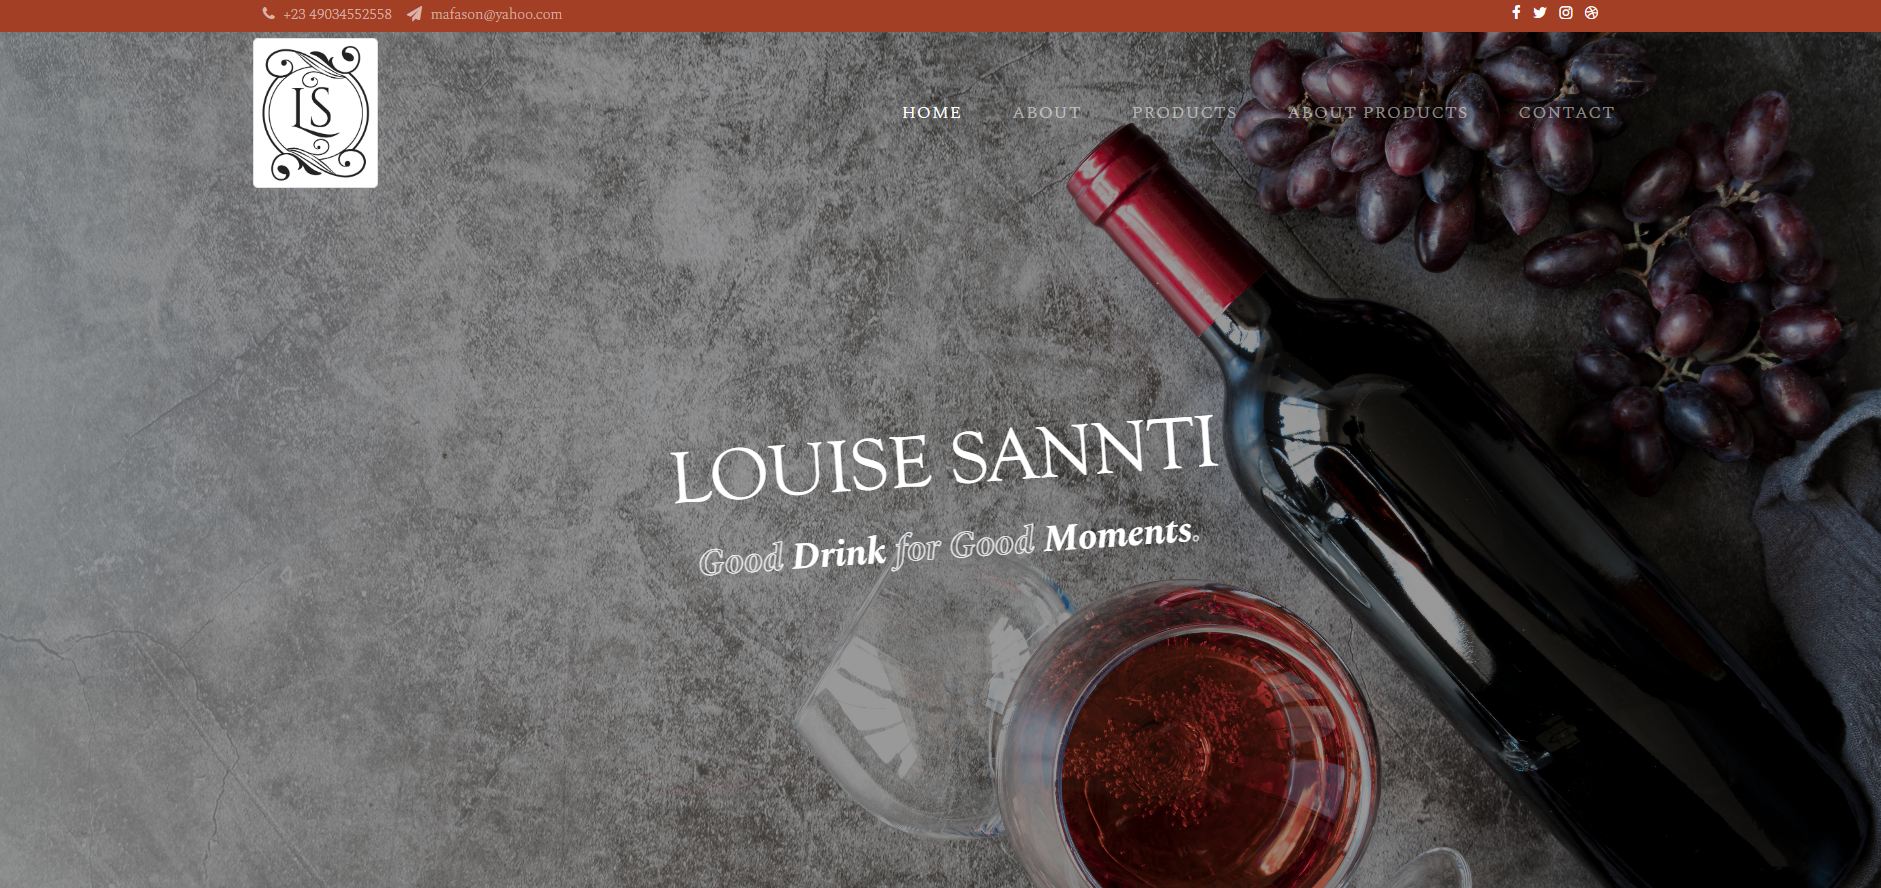 +23 49034552558 mafason@yahoo.com
LS
HOME ABOUT PRODUCTS ABOUT PRODUCTS CONTACT
LOUISE SANNTI
Good Drink for Good Moments.